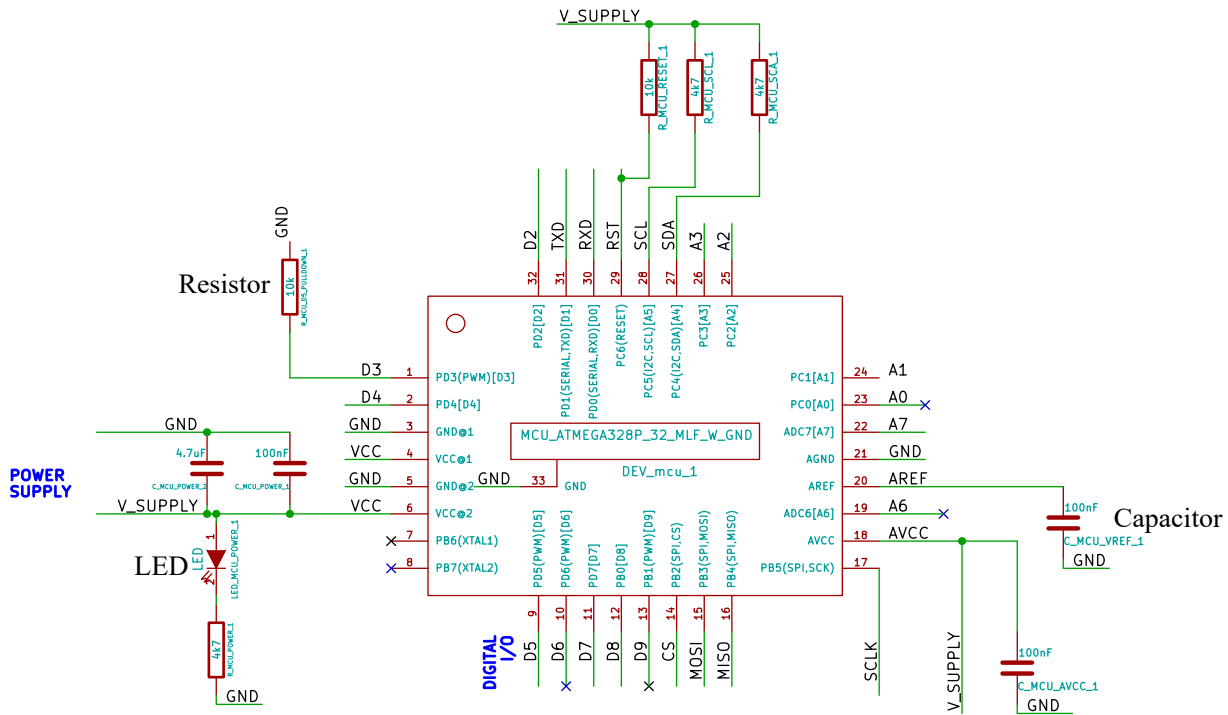 V_SUPPLY
10k
R_MCU_RESET_1
4k7
R_MCU_SCL_1
4k7
R_MCU_SCA_1
GND
Resistor
10k
R_MCU_D5_PULLDOWN_1
D2
TXD
RXD
RST
SCL
SDA
A3
A2
32
31
30
29
28
27
26
25
PD2[D2]
PD1(SERIAL,TXD)[D1]
PD0(SERIAL,RXD)[D0]
PC6(RESET)
PC5(I2C,SCL)[A5]
PC4(I2C,SDA)[A4]
PC3[A3]
PC2[A2]
D3 1 PD3(PWM)[D3]
D4 2 PD4[D4]
GND 3 GND@1
VCC 4 VCC@1
GND 5 GND@2
VCC 6 VCC@2
7 PB6(XTAL1)
8 PB7(XTAL2)
MCU_ATMEGA328P_32_MLF_W_GND
DEV_mcu_1
GND 33 GND
PC1[A1] 24 A1
PC0[A0] 23 A0
ADC7[A7] 22 A7
AGND 21 GND
AREF 20 AREF
ADC6[A6] 19 A6
AVCC 18 AVCC
PB5(SPI,SCK) 17
POWER
SUPPLY
GND
4.7uF
C_MCU_POWER_2
100nF
C_MCU_POWER_1
V_SUPPLY
LED
LED
1
2
LED_MCU_POWER_1
4k7
R_MCU_POWER_1
GND
PD5(PWM)[D5]
PD6(PWM)[D6]
PD7[D7]
PB0[D8]
PB1(PWM)[D9]
PB2(SPI,CS)
PB3(SPI,MOSI)
PB4(SPI,MISO)
9
10
11
12
13
14
15
16
DIGITAL
I/O
D5
D6
D7
D8
D9
CS
MOSI
MISO
SCLK
V_SUPPLY
100nF
C_MCU_VREF_1
GND
Capacitor
100nF
C_MCU_AVCC_1
GND